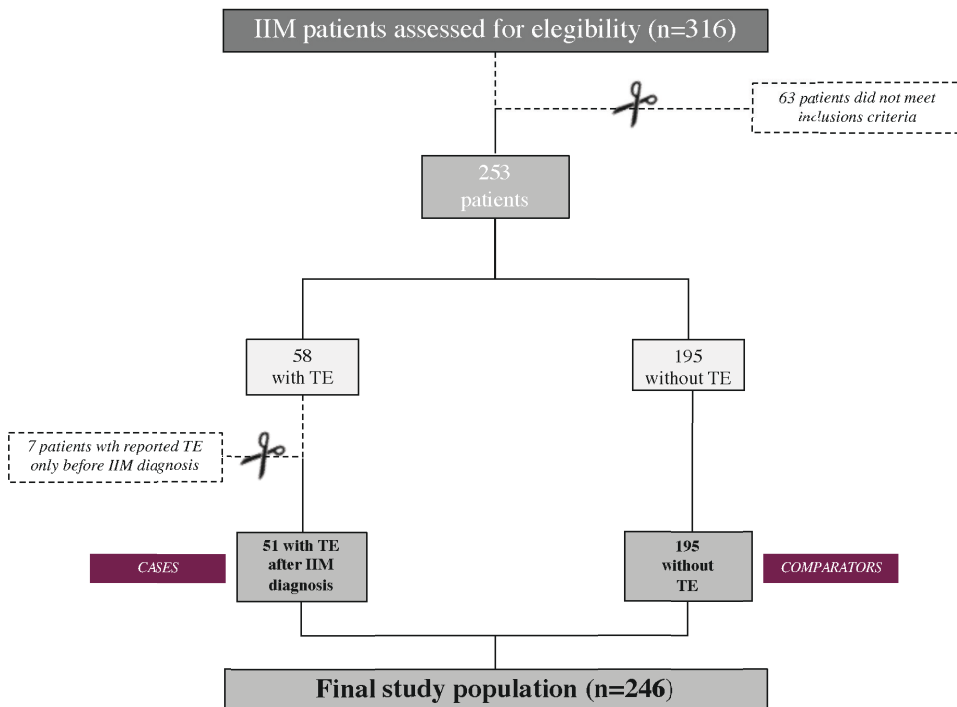 IIM patients assessed for elegibility (n=316)
63 patients did not meet
inclusions criteria
253
patients
58
with TE
195
without TE
7 patients wth reported TE
only before IIM diagnosis
CASES
51 with TE
after IIM
diagnosis
195
without
TE
COMPARATORS
Final study population (n=246)